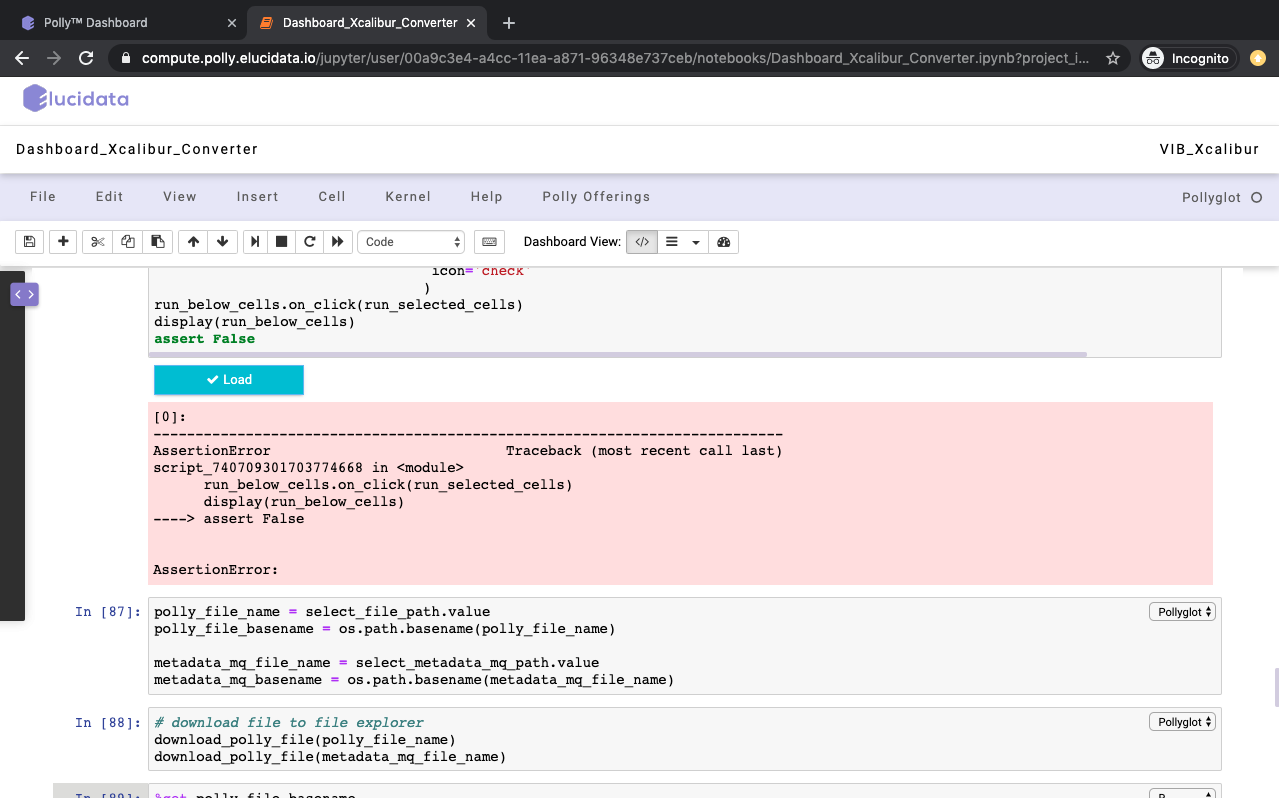 Polly™ Dashboard
Dashboard_Xcalibur_Converter
compute.polly.elucidata.io/jupyter/user/00a9c3e4-a4cc-11ea-a871-96348e737ceb/notebooks/Dashboard_Xcalibur_Converter.ipynb?project_i...
Incognito
Elucidata
Dashboard_Xcalibur_Converter
VIB_Xcalibur
File Edit View Insert Cell Kernel Help Polly Offerings
Pollyglot
Code
Dashboard View:
icon='check'
)
run_below_cells.on_click(run_selected_cells)
display(run_below_cells)
assert False
Load
[0]:
---------------------------------------------------------------------------
AssertionError                            Traceback (most recent call last)
script_740709301703774668 in <module>
      run_below_cells.on_click(run_selected_cells)
      display(run_below_cells)
----> assert False
AssertionError:
In [87]:
polly_file_name = select_file_path.value
Pollyglot
polly_file_basename = os.path.basename(polly_file_name)
metadata_mq_file_name = select_metadata_mq_path.value
metadata_mq_basename = os.path.basename(metadata_mq_file_name)
In [88]:
# download file to file explorer
Pollyglot
download_polly_file(polly_file_name)
download_polly_file(metadata_mq_file_name)
In [89]:
%get polly_file_basename
R